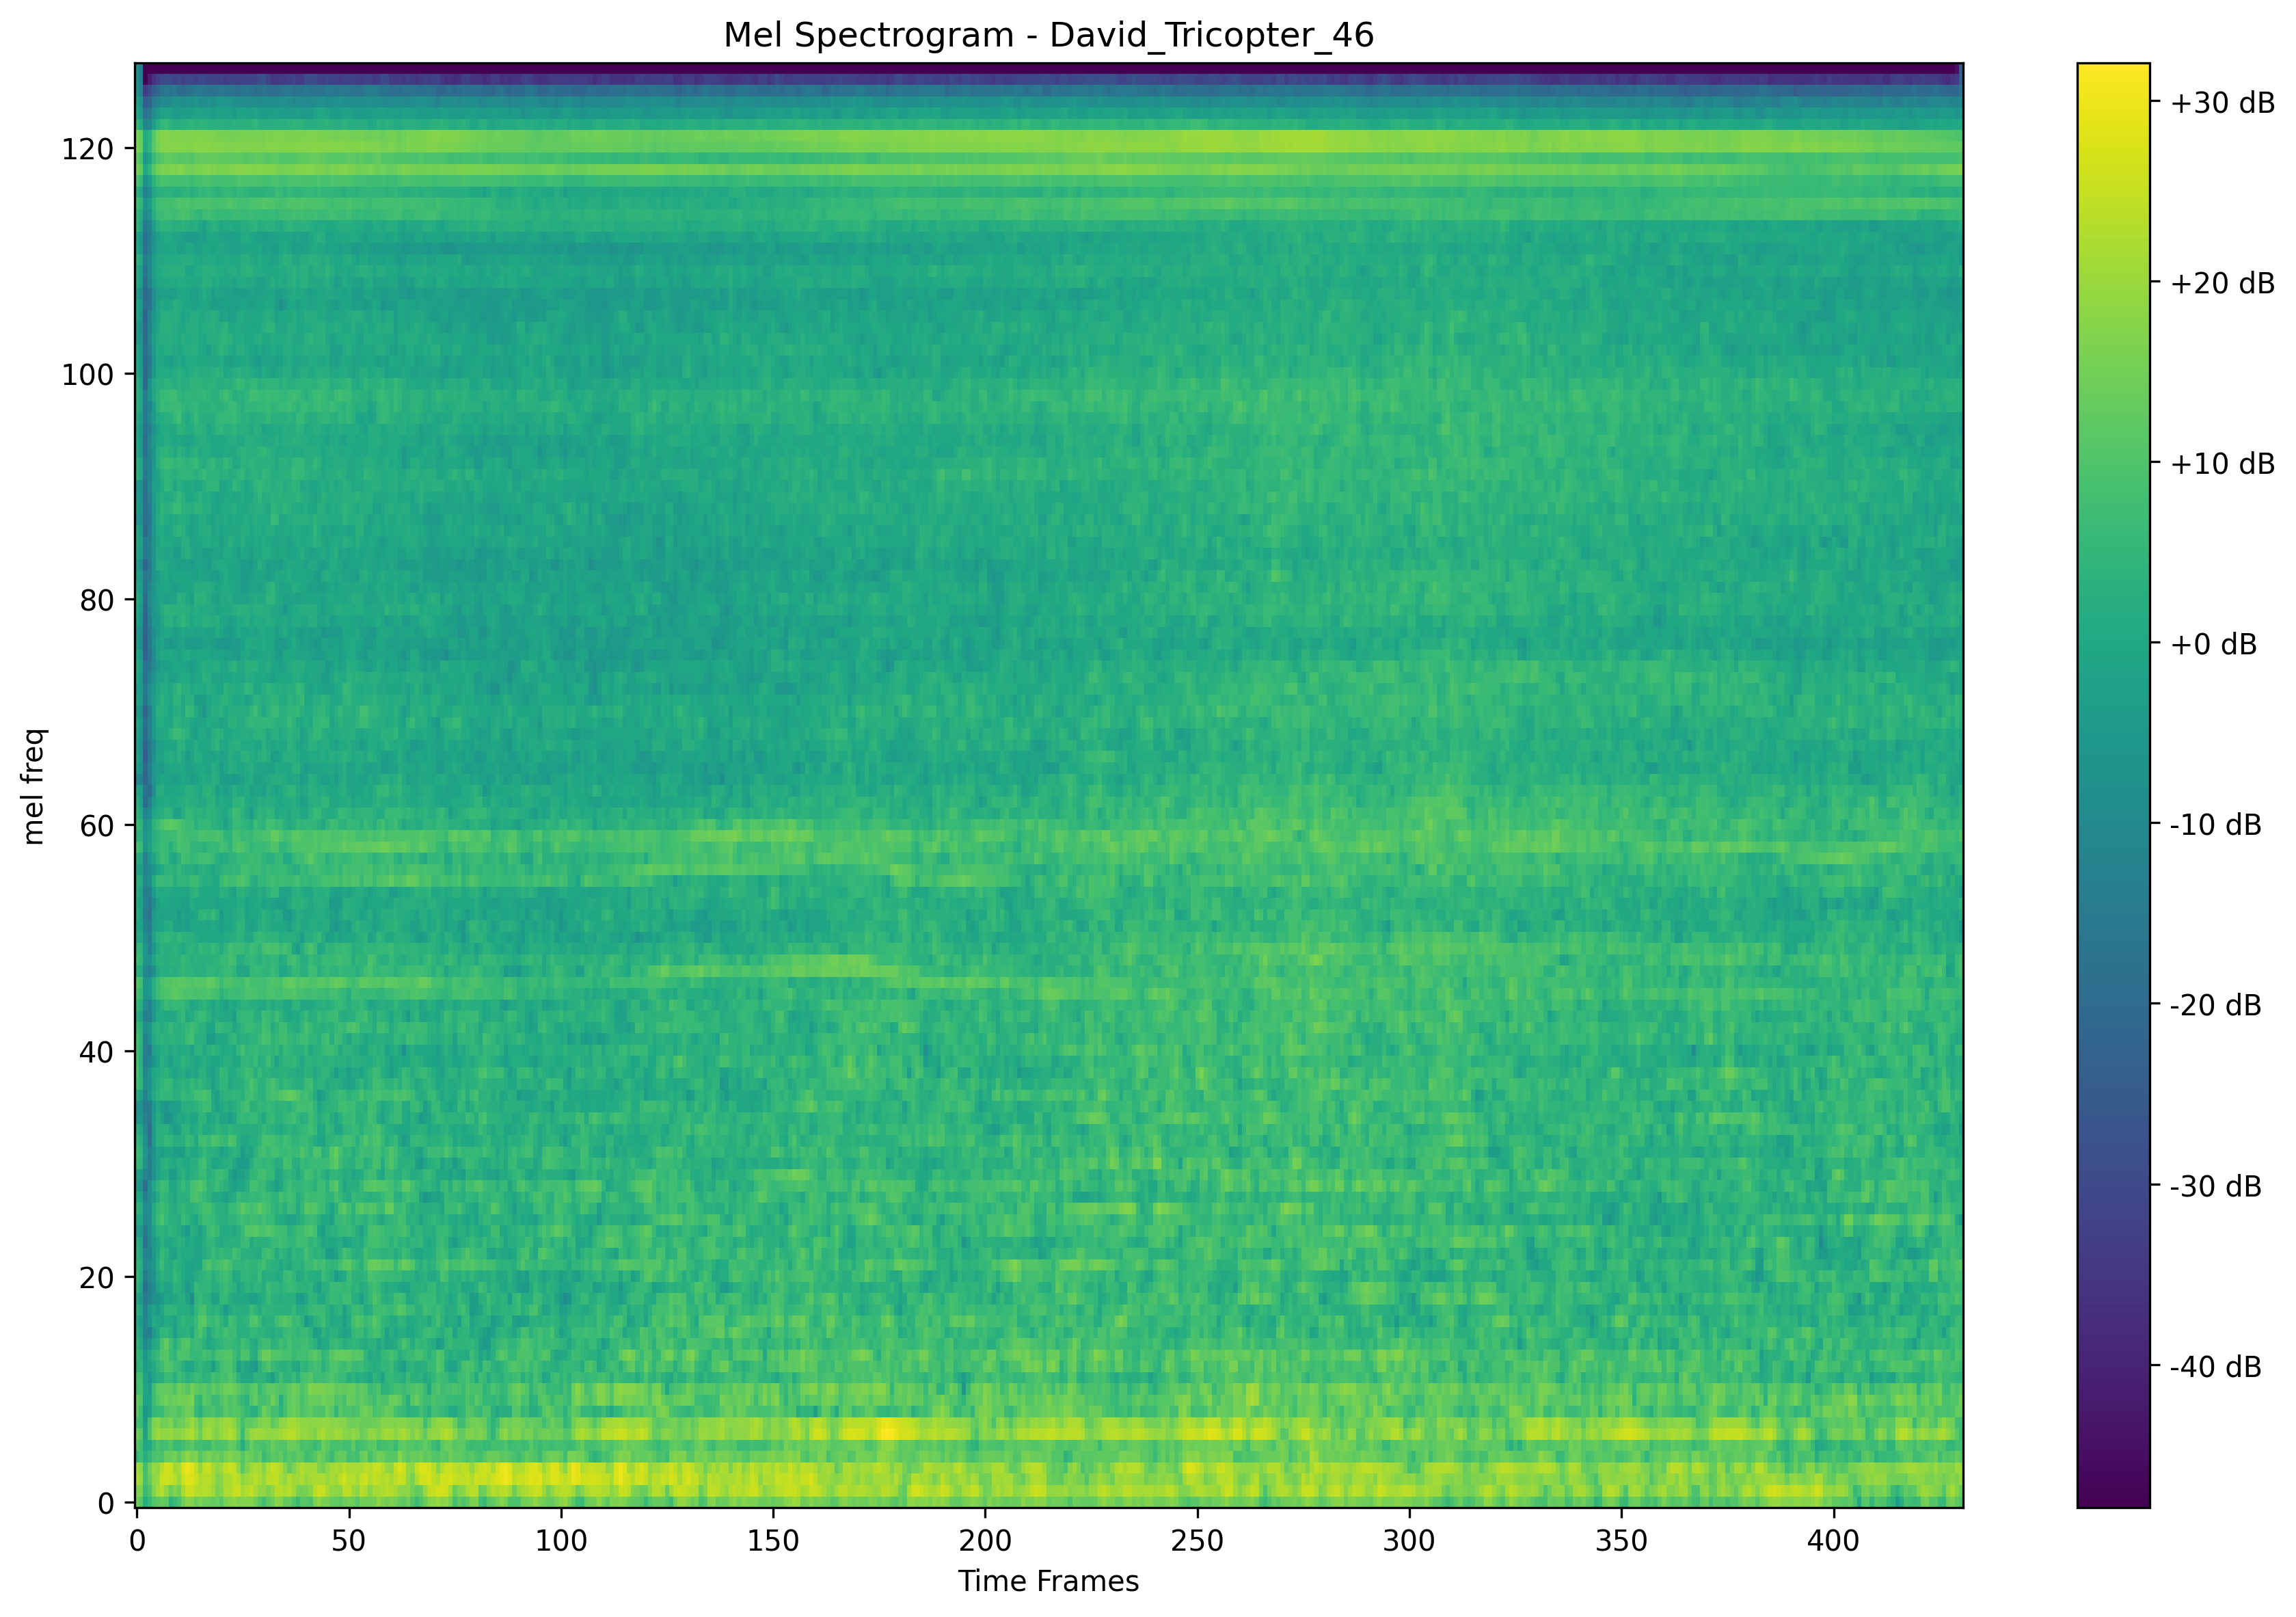 Mel Spectrogram - David_Tricopter_46
mel freq
120
100
80
60
40
20
0
0 50 100 150 200 250 300 350 400
Time Frames
+30 dB
+20 dB
+10 dB
+0 dB
-10 dB
-20 dB
-30 dB
-40 dB